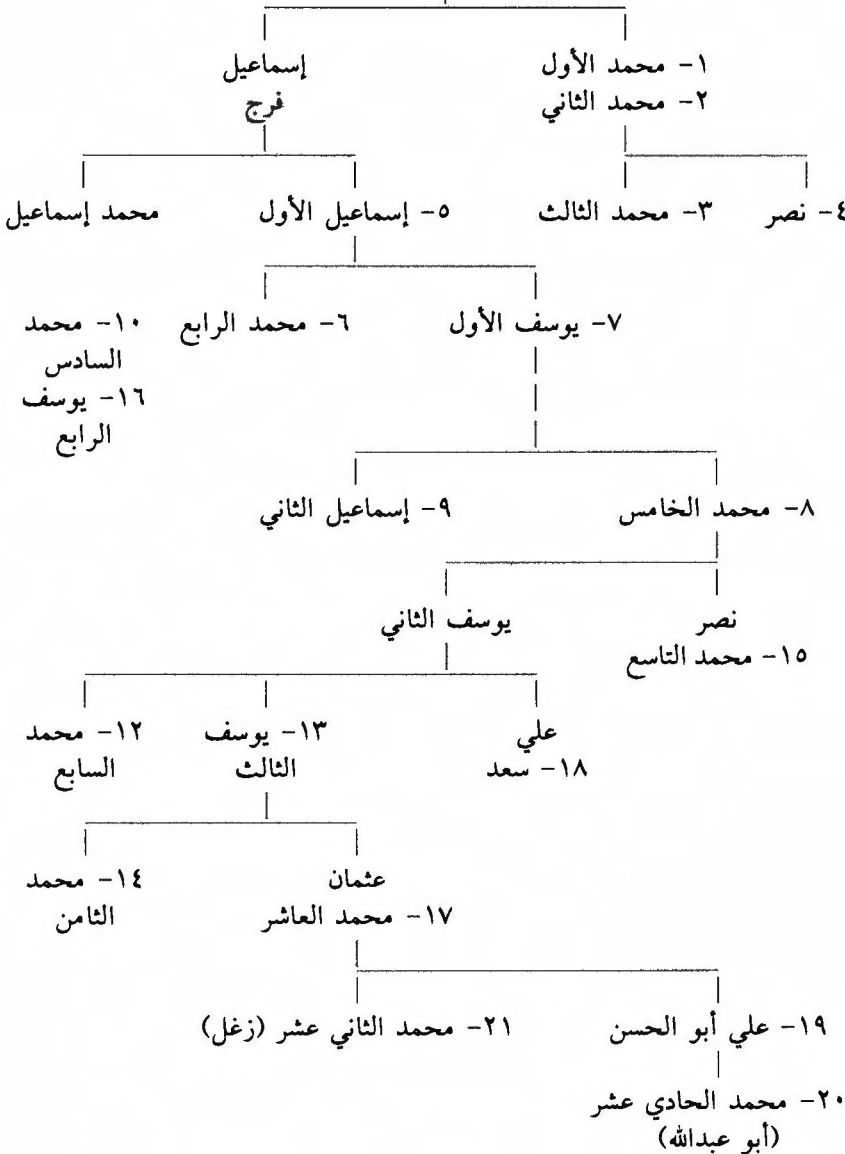 ١- محمد الأول
إسماعيل
٢- محمد الثاني
فرج
٤- نصر
٣- محمد الثالث
٥- إسماعيل الأول
محمد إسماعيل
٧- يوسف الأول
٦- محمد الرابع
١٠- محمد
السادس
١٦- يوسف
الرابع
٨- محمد الخامس
٩- إسماعيل الثاني
نصر
يوسف الثاني
١٥- محمد التاسع
علي
١٣- يوسف
١٢- محمد
١٨- سعد
الثالث
السابع
عثمان
١٤- محمد
١٧- محمد العاشر
الثامن
١٩- علي أبو الحسن
٢١- محمد الثاني عشر (زغل)
٢٠- محمد الحادي عشر
(أبو عبدالله)